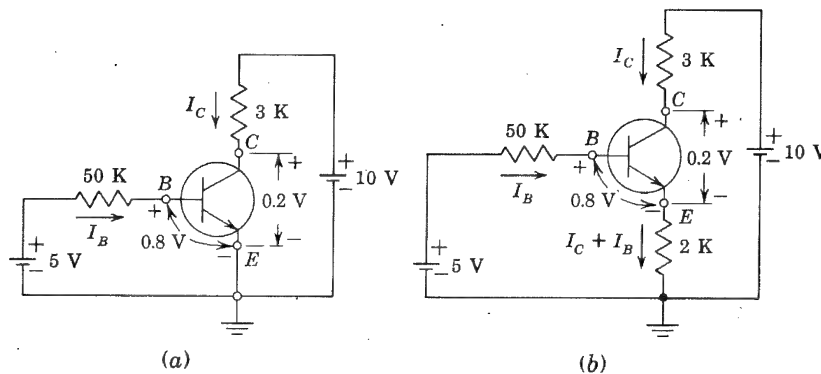 I_C
3 K
C
+
50 K
B
+
0.2 V
+
−
10 V
I_B
0.8 V
−
−
E
+
−
5 V
(a)
I_C
3 K
C
+
50 K
B
+
0.2 V
+
−
10 V
I_B
0.8 V
−
−
E
I_C + I_B
2 K
+
−
5 V
(b)